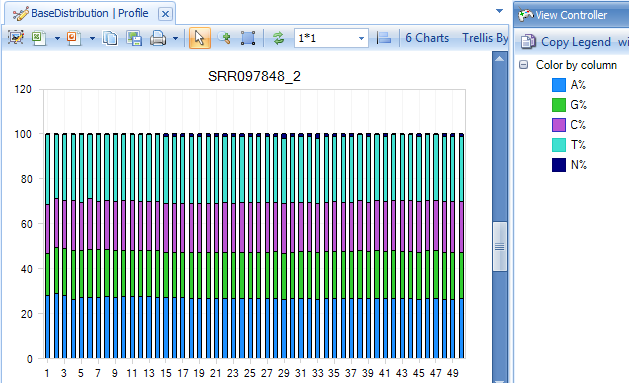 BaseDistribution | Profile
View Controller
1*1
6 Charts
Trellis By
Copy Legend
wi
SRR097848_2
Color by column
A%
G%
C%
T%
N%
120
100
80
60
40
20
0
1 3 5 7 9 11 13 15 17 19 21 23 25 27 29 31 33 35 37 39 41 43 45 47 49